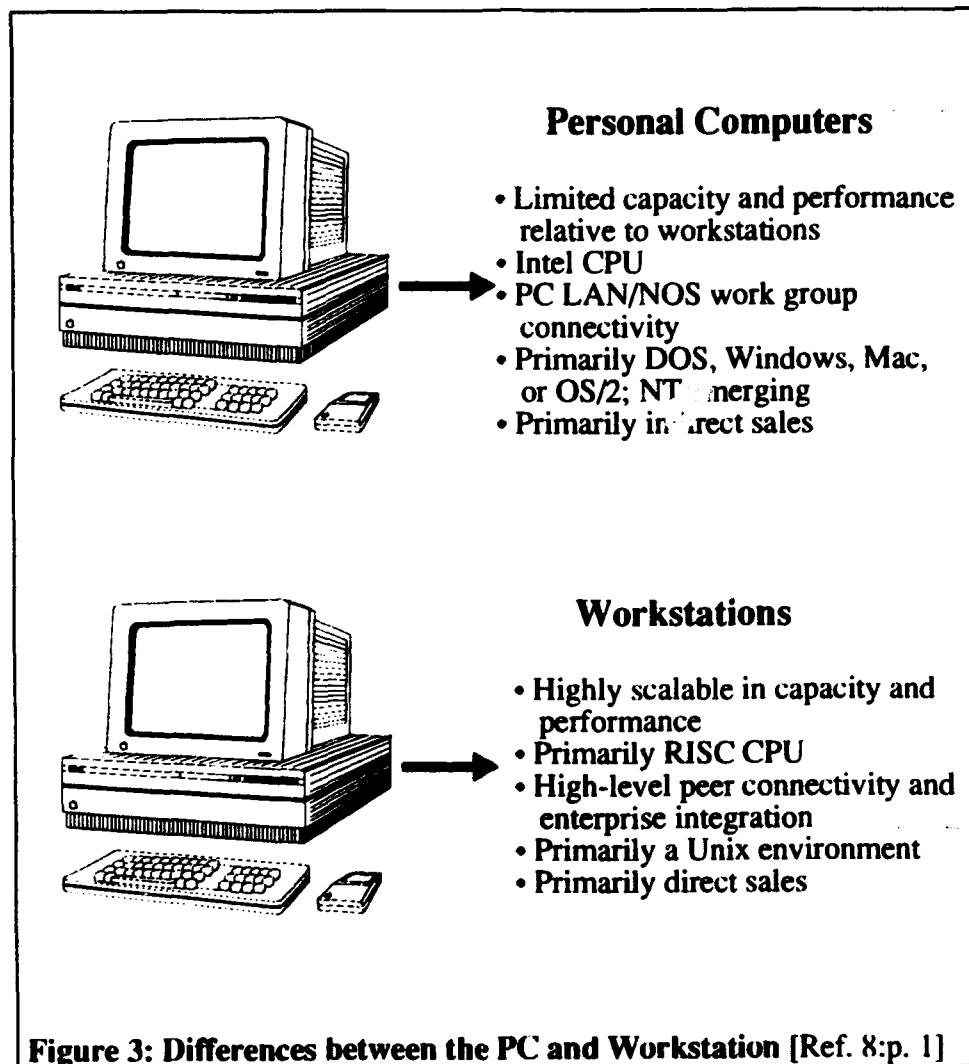 Personal Computers
• Limited capacity and performance
relative to workstations
• Intel CPU
• PC LAN/NOS work group
connectivity
• Primarily DOS, Windows, Mac,
or OS/2; NT
• Primarily
sales
Workstations
• Highly scalable in capacity and
performance
• Primarily RISC CPU
• High-level peer connectivity and
enterprise integration
• Primarily a Unix environment
• Primarily direct sales
Figure 3: Differences between the PC and Workstation [Ref. 8:p. 1]